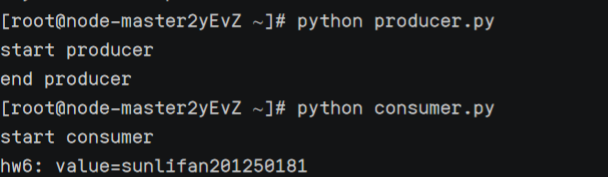 [root@node-master2yEvZ ~]# python producer.py
start producer
end producer
[root@node-master2yEvZ ~]# python consumer.py
start consumer
hw6: value=sunlifan201250181